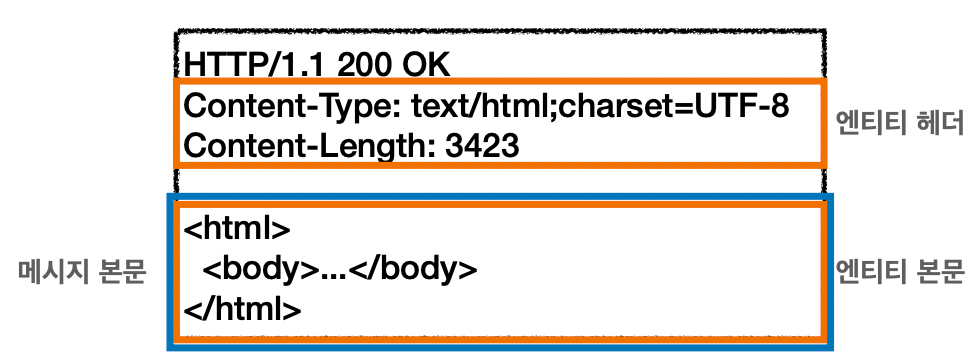 HTTP/1.1 200 OK
Content-Type: text/html;charset=UTF-8
Content-Length: 3423
엔티티 헤더
<html>
<body>...</body>
</html>
메시지 본문
엔티티 본문